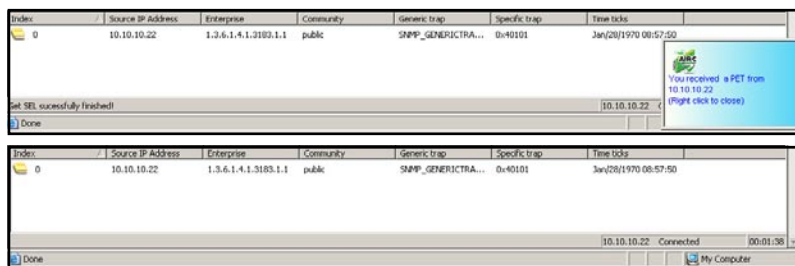 Index / Source IP Address Enterprise Community Generic trap Specific trap Time ticks
0 10.10.10.22 1.3.6.1.4.1.3183.1.1 public SNMP_GENERICTRA... 0x40101 Jan/28/1970 08:57:50
You received a PET from
10.10.10.22
(Right click to close)
Get SEL sucessfully finished! 10.10.10.22
Done
Index / Source IP Address Enterprise Community Generic trap Specific trap Time ticks
0 10.10.10.22 1.3.6.1.4.1.3183.1.1 public SNMP_GENERICTRA... 0x40101 Jan/28/1970 08:57:50
10.10.10.22 Connected 00:01:38
Done My Computer